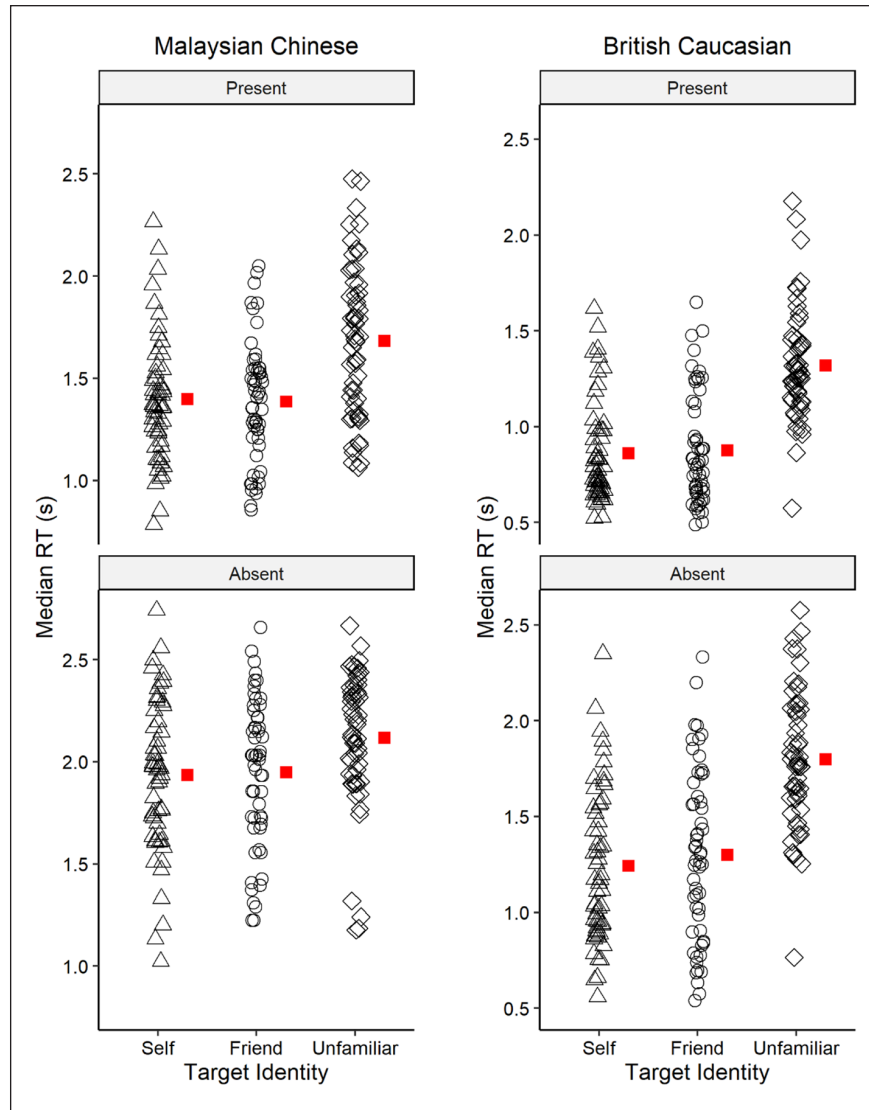 Malaysian Chinese
Present
2.5
2.0
1.5
1.0
Absent
2.5
2.0
1.5
1.0
Median RT (s)
Self Friend Unfamiliar
Target Identity
British Caucasian
Present
2.5
2.0
1.5
1.0
0.5
Absent
2.5
2.0
1.5
1.0
0.5
Median RT (s)
Self Friend Unfamiliar
Target Identity